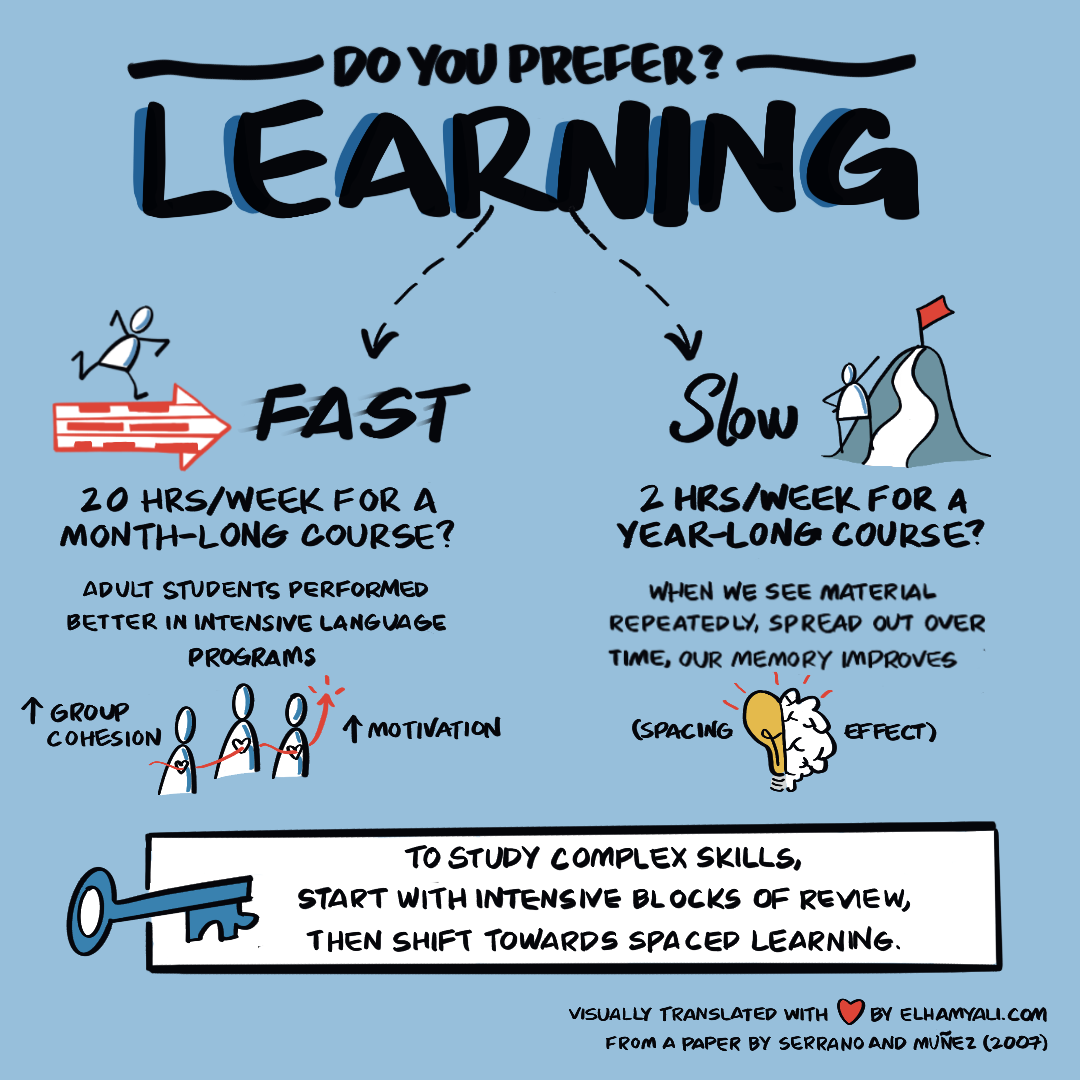 DO YOU PREFER?
LEARNING
FAST
20 HRS/WEEK FOR A
MONTH-LONG COURSE?
ADULT STUDENTS PERFORMED
BETTER IN INTENSIVE LANGUAGE
PROGRAMS
↑ GROUP
COHESION
↑ MOTIVATION
Slow
2 HRS/WEEK FOR A
YEAR-LONG COURSE?
WHEN WE SEE MATERIAL
REPEATEDLY, SPREAD OUT OVER
TIME, OUR MEMORY IMPROVES
(SPACING EFFECT)
TO STUDY COMPLEX SKILLS,
START WITH INTENSIVE BLOCKS OF REVIEW,
THEN SHIFT TOWARDS SPACED LEARNING.
VISUALLY TRANSLATED WITH ❤ BY ELHAMYALI.COM
FROM A PAPER BY SERRANO AND MUÑEZ (2007)